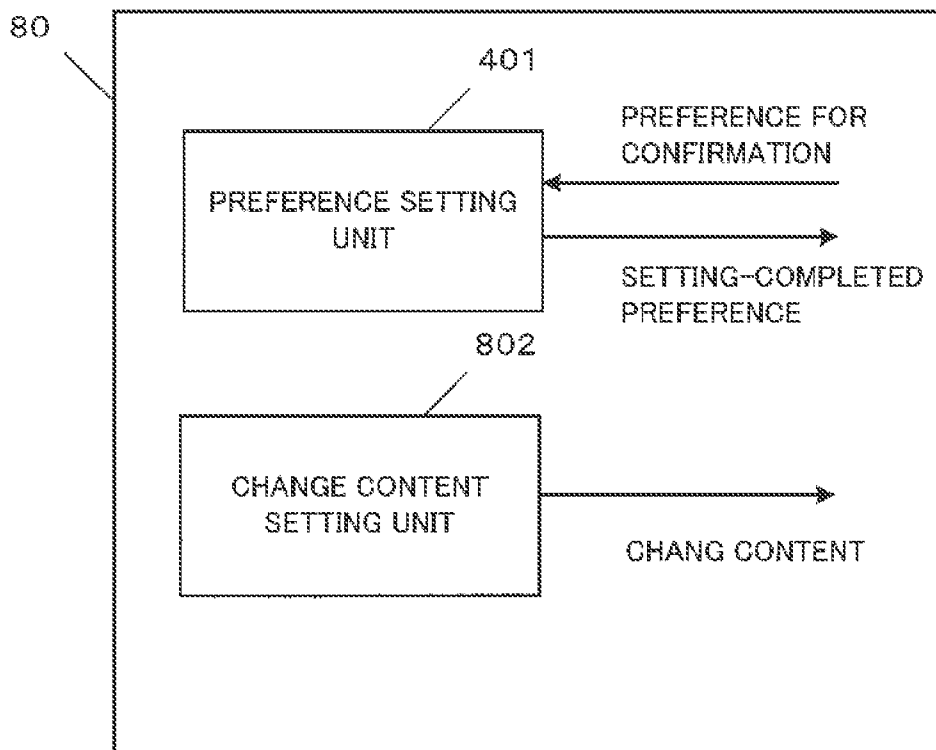 80
401
PREFERENCE FOR
CONFIRMATION
PREFERENCE SETTING
UNIT
SETTING-COMPLETED
PREFERENCE
802
CHANGE CONTENT
SETTING UNIT
CHANG CONTENT